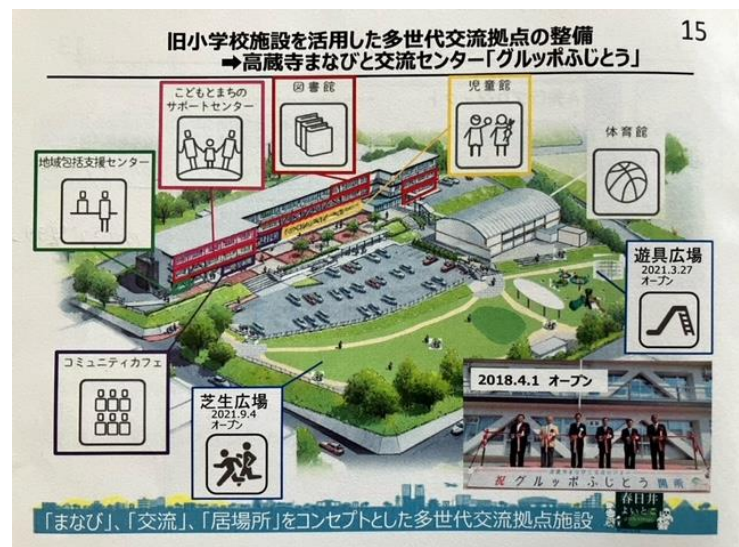 15
旧小学校施設を活用した多世代交流拠点の整備
➡高蔵寺まなびと交流センター「グルッポふじとう」
こどもとまちの
サポートセンター
図書館
児童館
体育館
地域包括支援センター
遊具広場
2021.3.27
オープン
コミュニティカフェ
芝生広場
2021.9.4
オープン
2018.4.1 オープン
祝 グルッポふじとう 開所
「まなび」、「交流」、「居場所」をコンセプトとした多世代交流拠点施設
春日井
よいとこ